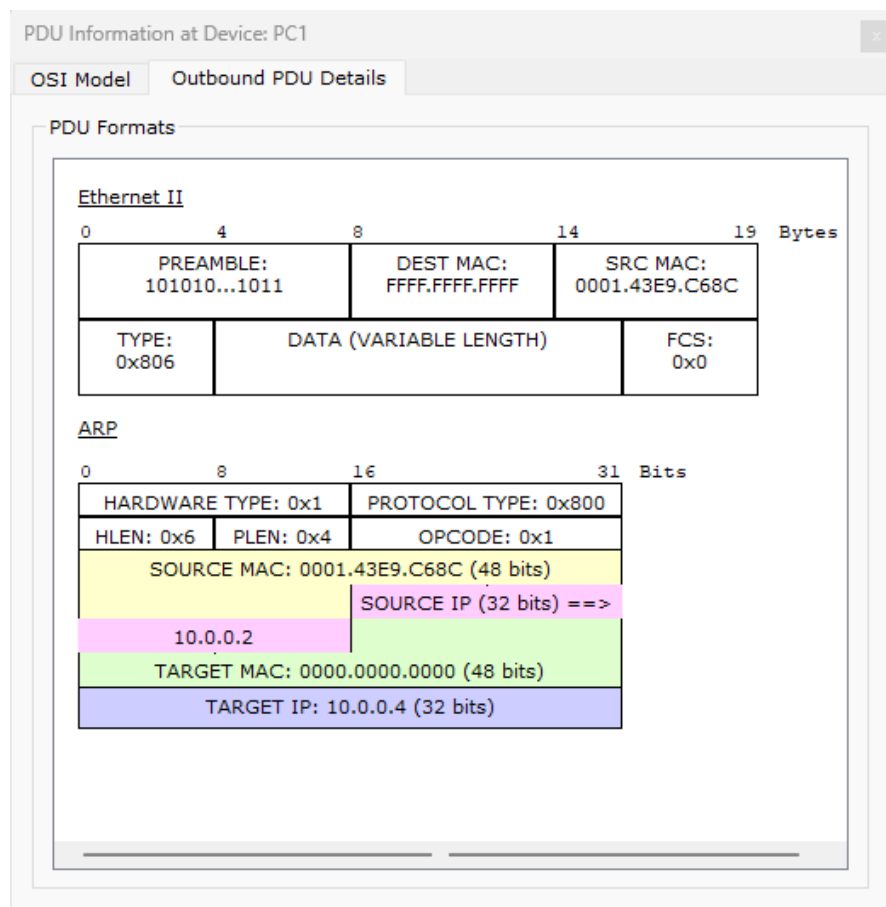 PDU Information at Device: PC1
x
OSI Model Outbound PDU Details
PDU Formats
Ethernet II
0 4 8 14 19 Bytes
PREAMBLE: DEST MAC: SRC MAC:
101010...1011 FFFF.FFFF.FFFF 0001.43E9.C68C
TYPE: DATA (VARIABLE LENGTH) FCS:
0x806 0x0
ARP
0 8 16 31 Bits
HARDWARE TYPE: 0x1 PROTOCOL TYPE: 0x800
HLEN: 0x6 PLEN: 0x4 OPCODE: 0x1
SOURCE MAC: 0001.43E9.C68C (48 bits)
SOURCE IP (32 bits) ==>
10.0.0.2
TARGET MAC: 0000.0000.0000 (48 bits)
TARGET IP: 10.0.0.4 (32 bits)